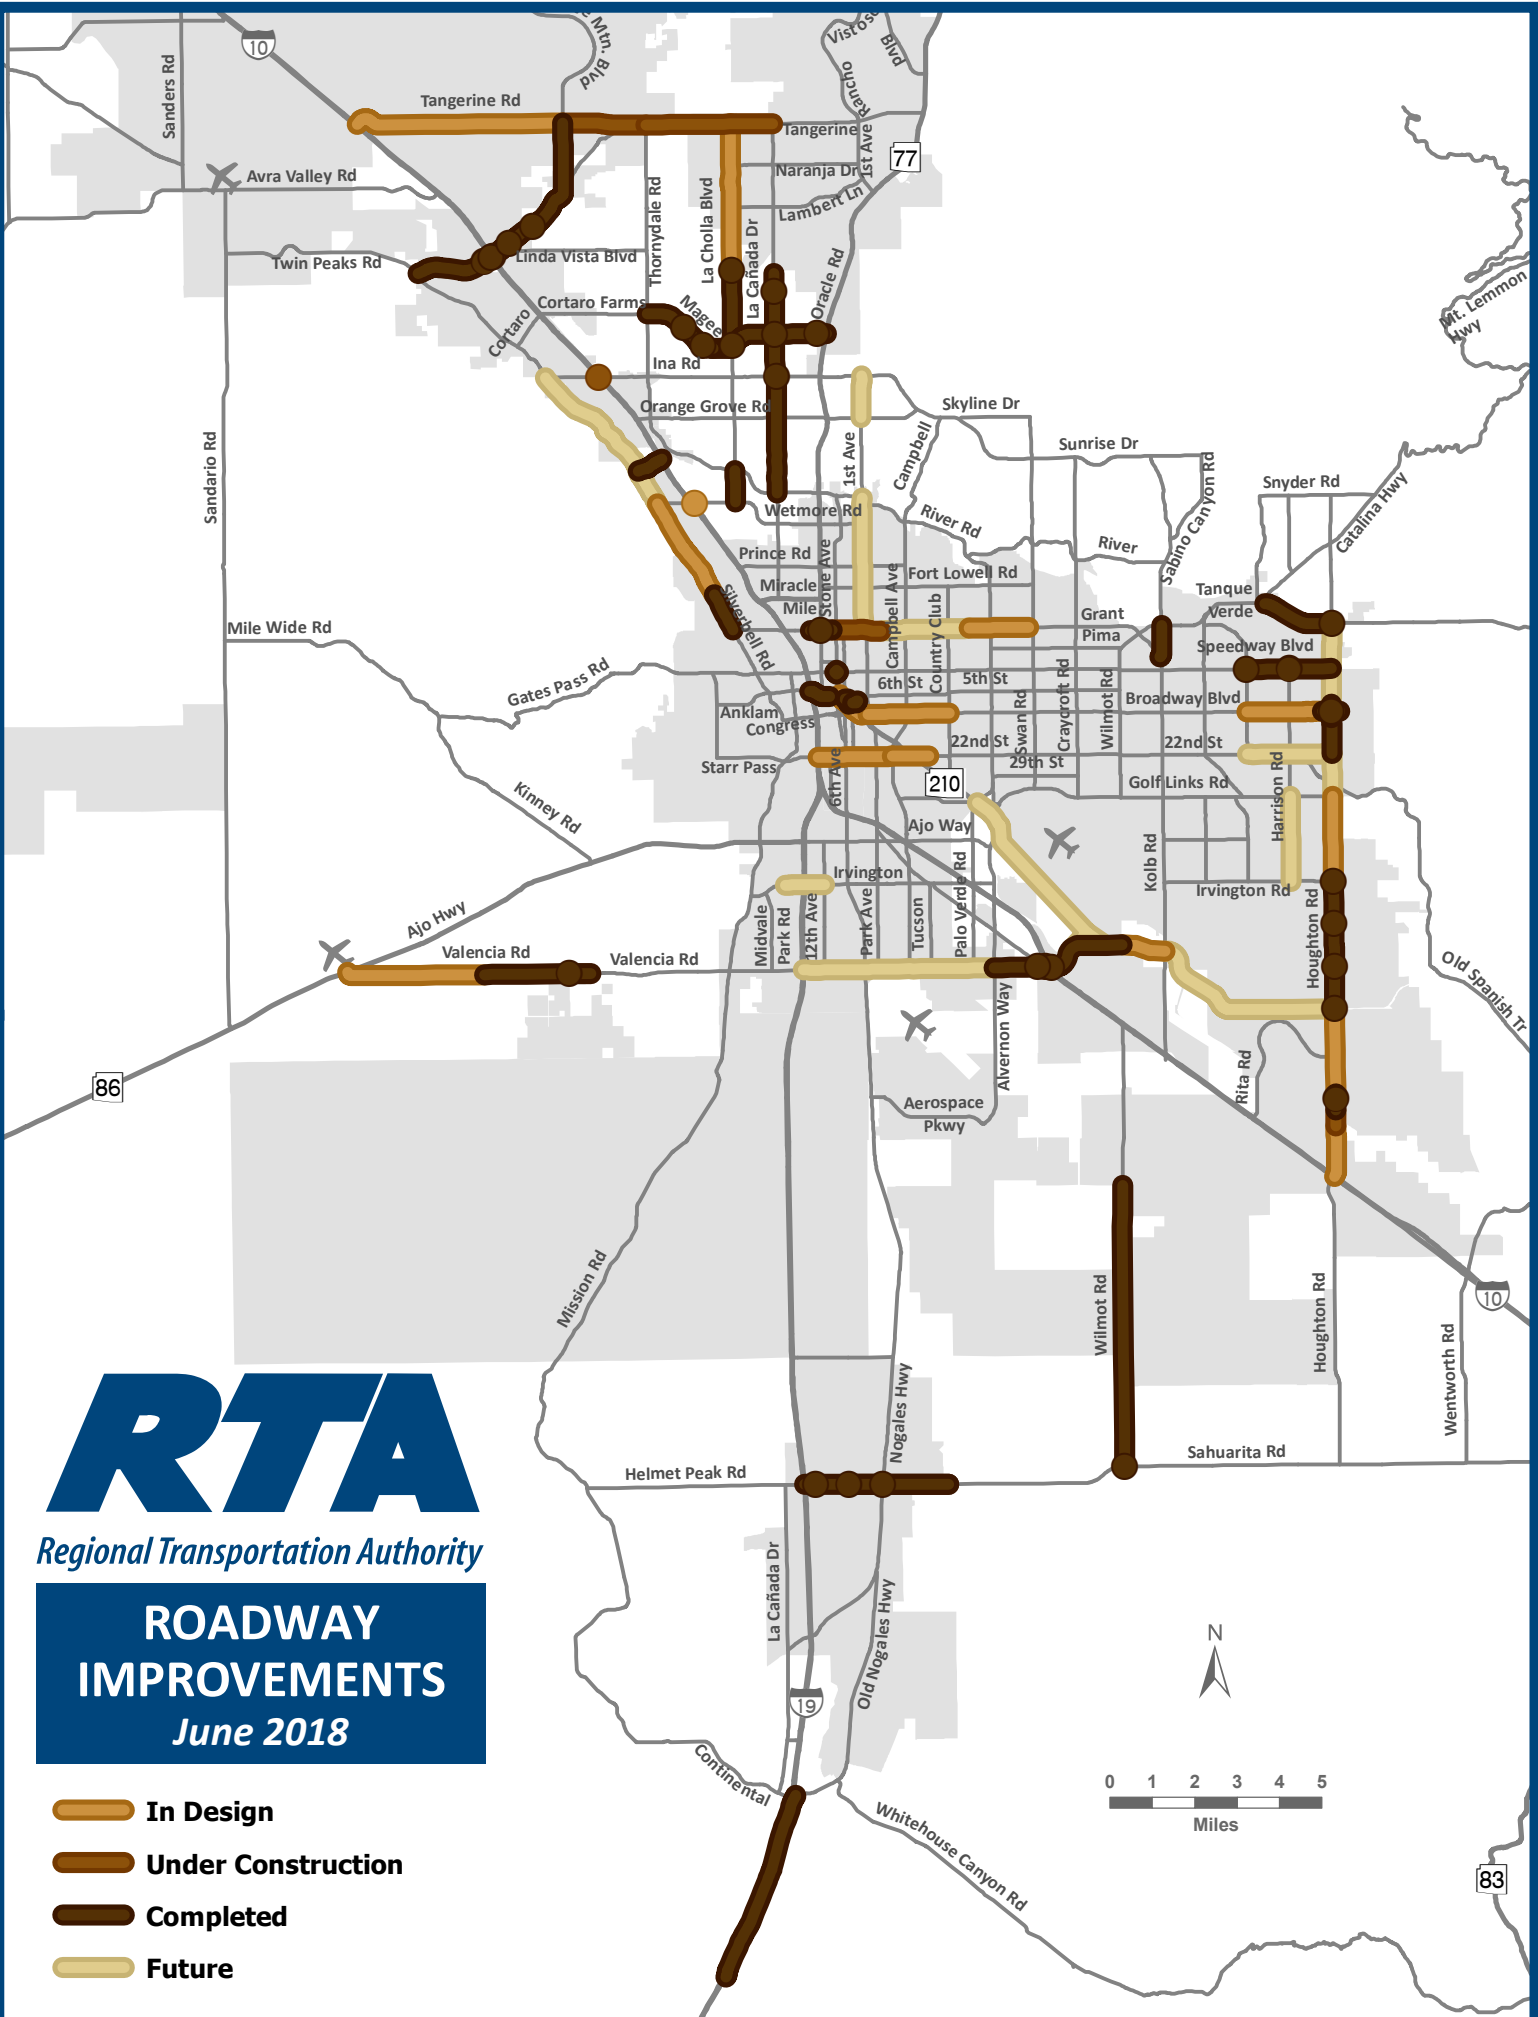 e Mtn. Blvd
Vistoso
Blvd
Rancho
10
Sanders Rd
Tangerine Rd
Tangerine
1st Ave
77
Naranja Dr
Avra Valley Rd
Lambert Ln
Thornydale Rd
La Cholla Blvd
La Cañada Dr
Linda Vista Blvd
Twin Peaks Rd
Oracle Rd
Mt. Lemmon
Hwy
Cortaro Farms
Magee
Cortaro
Ina Rd
Orange Grove Rd
Skyline Dr
Sunrise Dr
1st Ave
Campbell
Sandario Rd
Sabino Canyon Rd
Snyder Rd
Catalina Hwy
Wetmore Rd
River Rd
River
Prince Rd
Stone Ave
Fort Lowell Rd
Miracle
Mile
Campbell Ave
Country Club
Tanque
Verde
Grant
Pima
Silverbell Rd
Mile Wide Rd
Speedway Blvd
Gates Pass Rd
6th St
5th St
Swan Rd
Craycroft Rd
Wilmot Rd
Broadway Blvd
Anklam
Congress
22nd St
22nd St
Starr Pass
29th St
6th Ave
210
Golf Links Rd
Harrison Rd
Kinney Rd
Ajo Way
Kolb Rd
Irvington
Irvington Rd
Ajo Hwy
Midvale
Park Rd
12th Ave
Park Ave
Tucson
Palo Verde Rd
Houghton Rd
Valencia Rd
Valencia Rd
Old Spanish Tr
Alvernon Way
86
Rita Rd
Aerospace
Pkwy
Mission Rd
Wilmot Rd
Houghton Rd
10
Wentworth Rd
Nogales Hwy
Sahuarita Rd
Helmet Peak Rd
RTA
Regional Transportation Authority
La Cañada Dr
Old Nogales Hwy
ROADWAY
IMPROVEMENTS
June 2018
N
19
Continental
Whitehouse Canyon Rd
0 1 2 3 4 5
Miles
83
In Design
Under Construction
Completed
Future